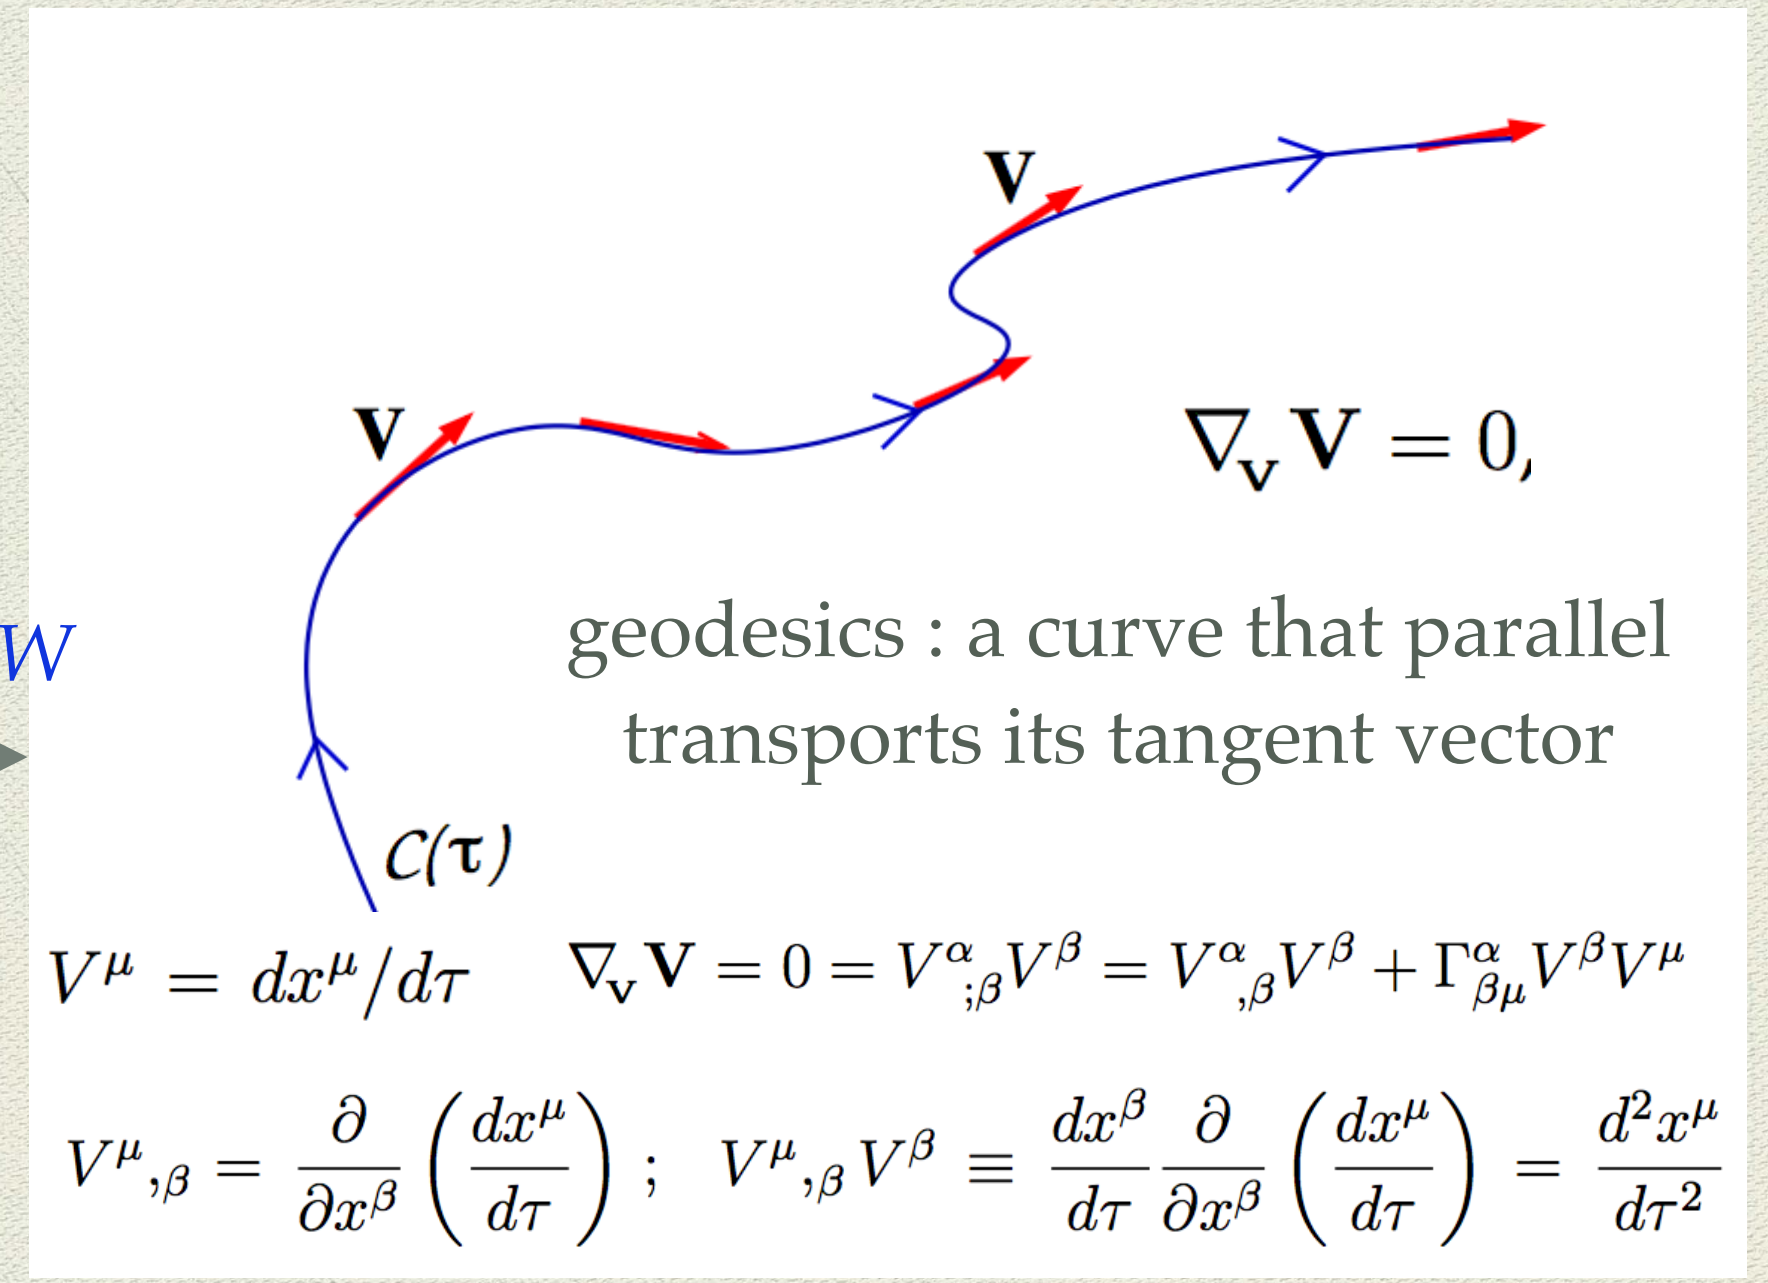 V
V
∇_V V = 0,
W
geodesics : a curve that parallel
transports its tangent vector
C(τ)
V^μ = dx^μ/dτ    ∇_V V = 0 = V^α_{;β}V^β = V^α_{,β}V^β + Γ^α_{βμ}V^βV^μ
V^μ_{,β} = ∂/∂x^β (dx^μ/dτ) ;  V^μ_{,β} V^β ≡ dx^β/dτ ∂/∂x^β (dx^μ/dτ) = d²x^μ/dτ²